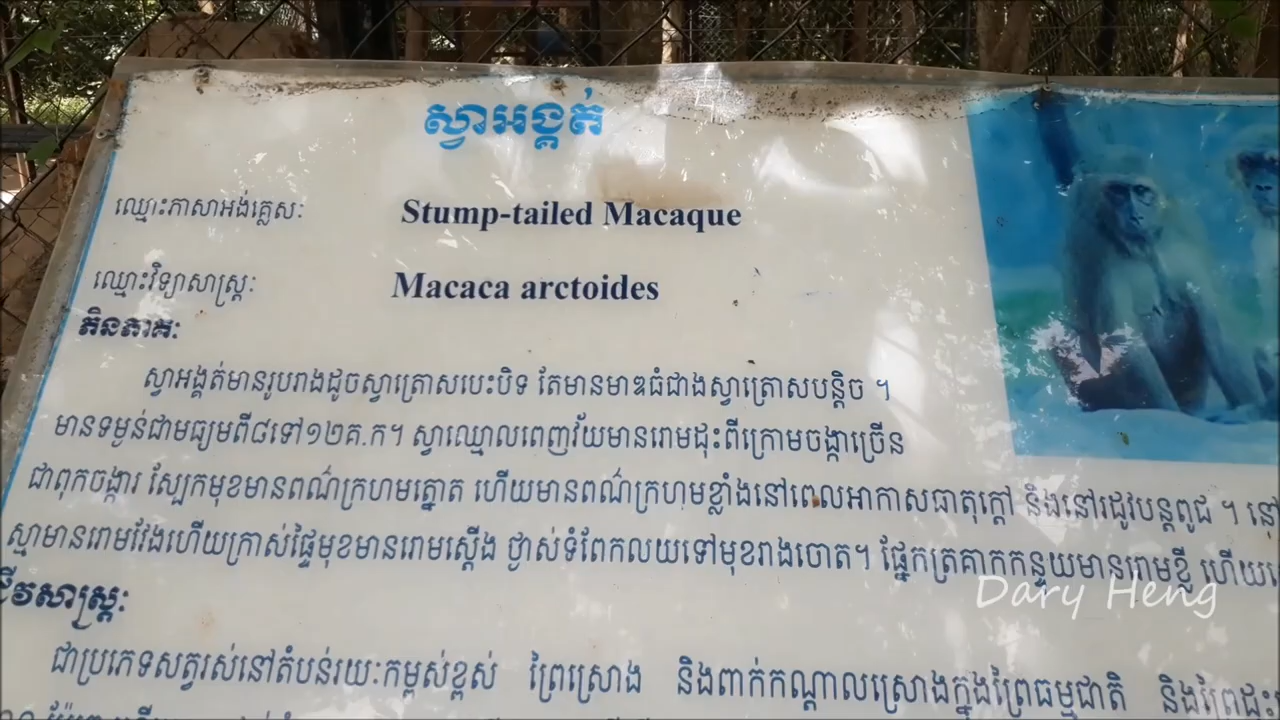 ស្វាអង្គត់
ឈ្មោះភាសាអង់គ្លេសៈ Stump-tailed Macaque
ឈ្មោះវិទ្យាសាស្ត្រៈ Macaca arctoides
ភិនភាគៈ
ស្វាអង្គត់មានរូបរាងដូចស្វាត្រោសបេះបិទ តែមានមាឌធំជាងស្វាត្រោសបន្តិច ។
មានទម្ងន់ជាមធ្យមពី៨ទៅ១២គ.ក។ ស្វាឈ្មោលពេញវ័យមានរោមដុះពីក្រោមចង្កាច្រើន
ជាពុកចង្ការ ស្បែកមុខមានពណ៌ក្រហមត្នោត ហើយមានពណ៌ក្រហុមខ្លាំងនៅពេលអាកាសធាតុក្តៅ និងនៅរដូវបន្តពូជ ។ នៅ
ស្មាមានរោមវែងហើយក្រាស់ផ្ទៃមុខមានរោមស្តើង ថ្ងាស់ទំពែកលយទៅមុខរាងចោត។ ផ្នែកត្រគាកកន្ទុយមានរោមខ្លី ហើយ
Dary Heng
ជីវសាស្ត្រៈ
ជាប្រភេទសត្វរស់នៅតំបន់រយៈកម្ពស់ខ្ពស់ ព្រៃស្រោង និងពាក់កណ្តាលស្រោងក្នុងព្រៃធម្មជាតិ និងព្រៃដុះ